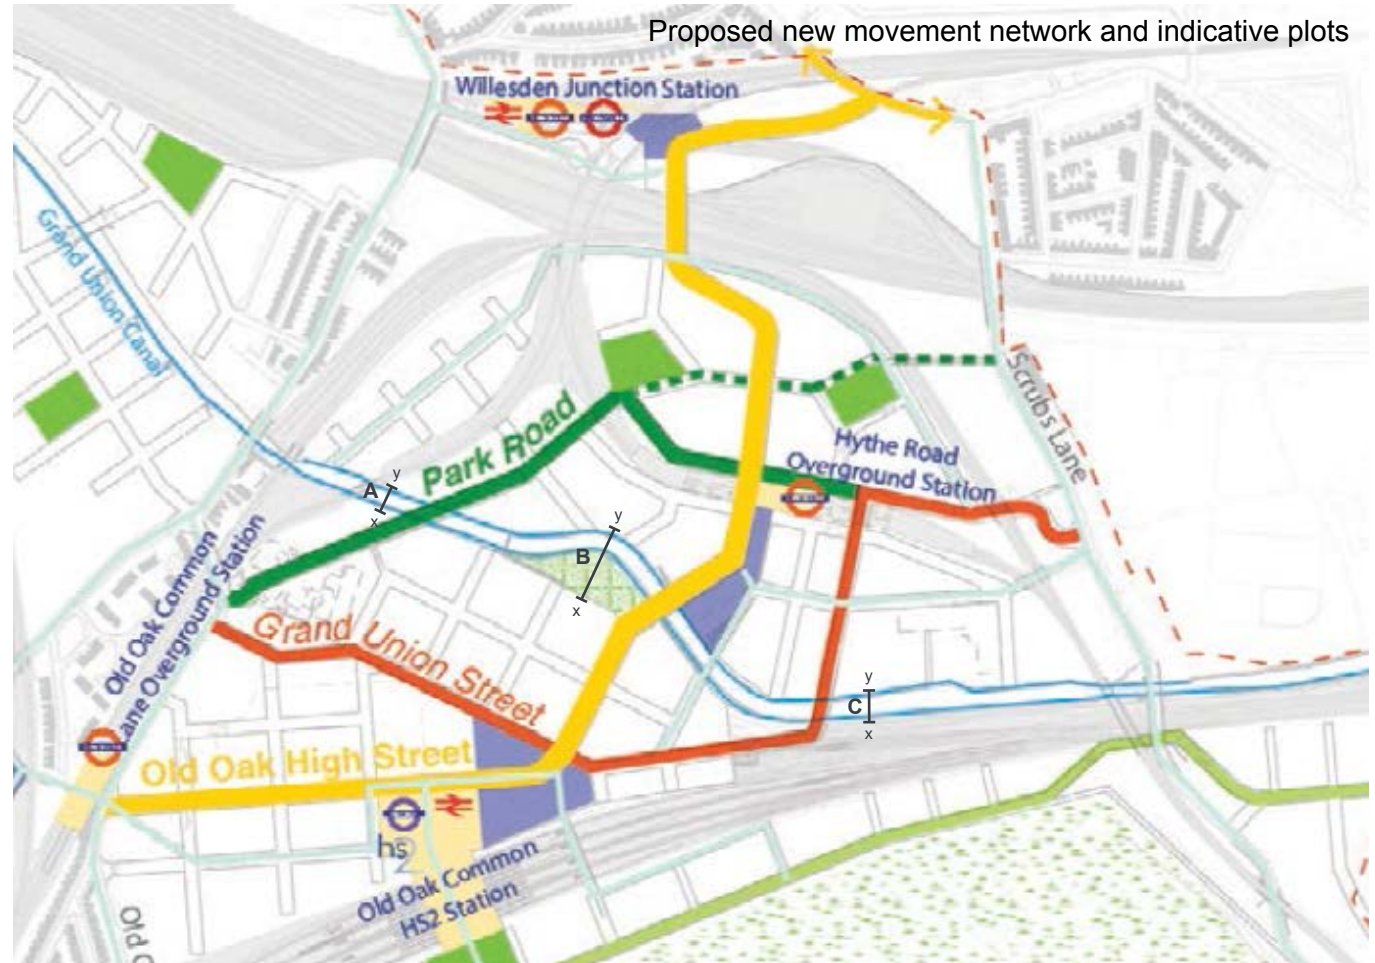 Proposed new movement network and indicative plots
Willesden Junction Station
Grand Union Canal
Scrubs Lane
Park Road
Hythe Road
Overground Station
y
A
x
y
B
x
Old Oak Common
Lane Overground Station
Grand Union Street
y
C
x
Old Oak High Street
hs2
Old Oak Common
HS2 Station